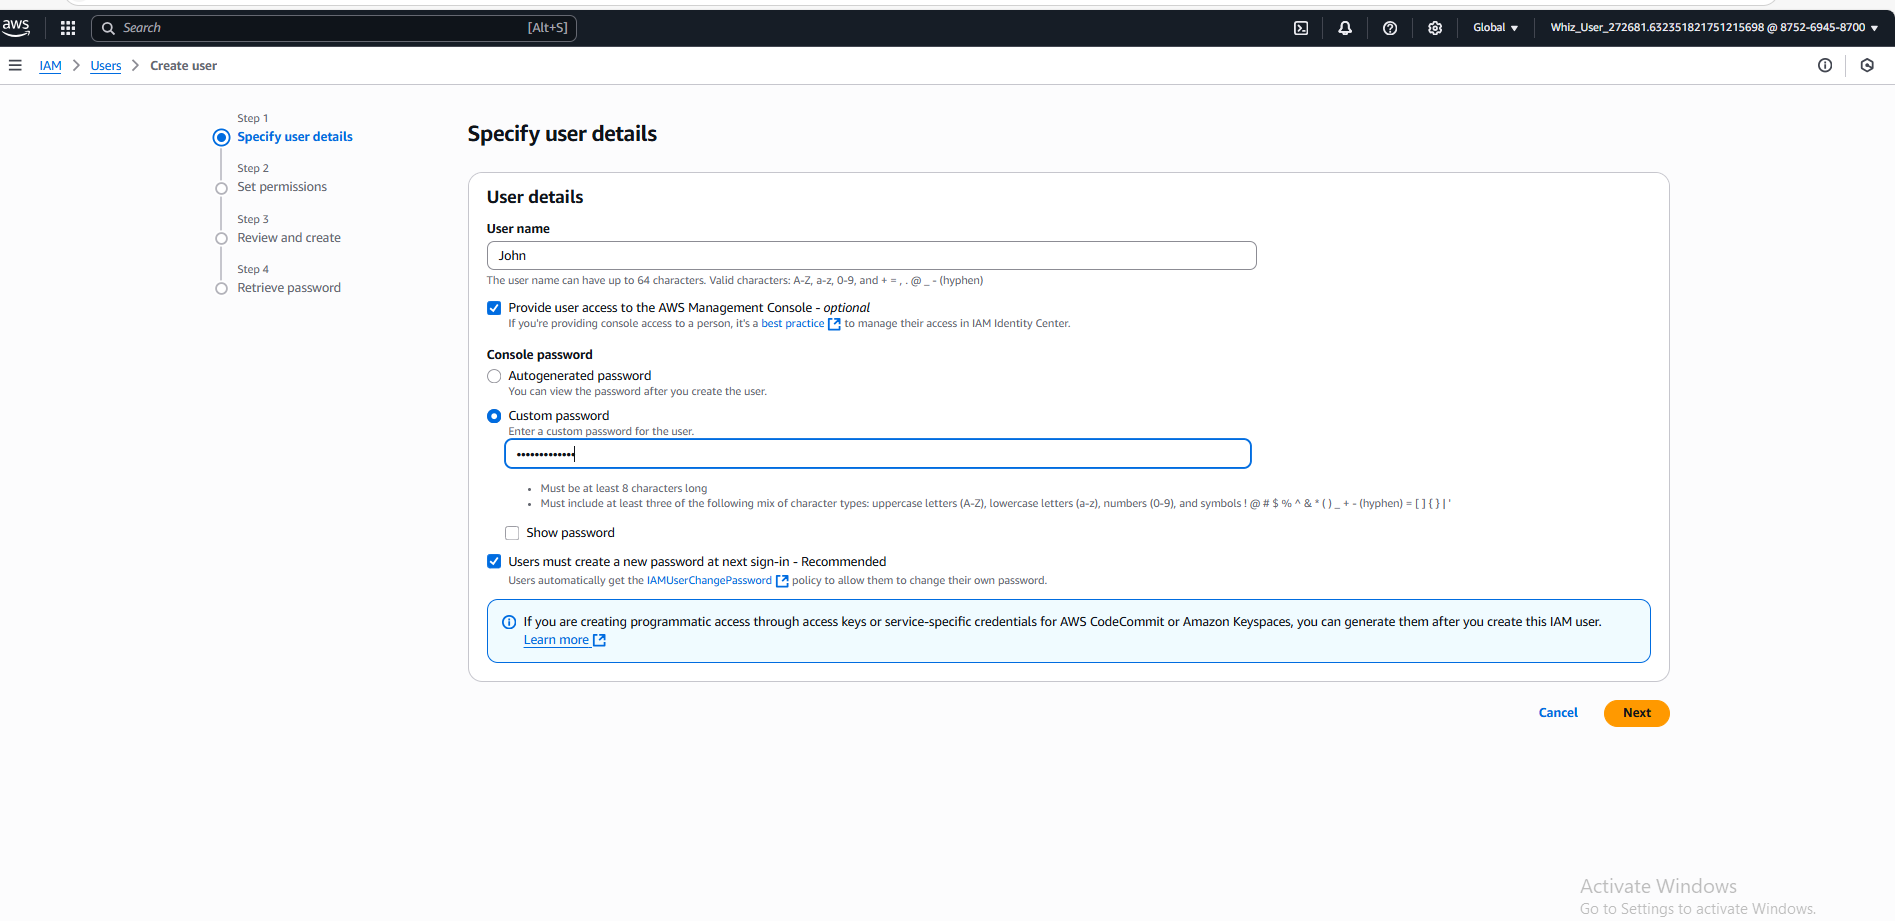 aws
Search [Alt+S]
Global
Whiz_User_272681.632351821751215698 @ 8752-6945-8700
IAM > Users > Create user
Step 1
Specify user details
Step 2
Set permissions
Step 3
Review and create
Step 4
Retrieve password
Specify user details
User details
User name
John
The user name can have up to 64 characters. Valid characters: A-Z, a-z, 0-9, and + = , . @ _ - (hyphen)
Provide user access to the AWS Management Console - optional
If you're providing console access to a person, it's a best practice to manage their access in IAM Identity Center.
Console password
Autogenerated password
You can view the password after you create the user.
Custom password
Enter a custom password for the user.
•••••••••••••
• Must be at least 8 characters long
• Must include at least three of the following mix of character types: uppercase letters (A-Z), lowercase letters (a-z), numbers (0-9), and symbols ! @ # $ % ^ & * ( ) _ + - (hyphen) = [ ] { } | '
Show password
Users must create a new password at next sign-in - Recommended
Users automatically get the IAMUserChangePassword policy to allow them to change their own password.
If you are creating programmatic access through access keys or service-specific credentials for AWS CodeCommit or Amazon Keyspaces, you can generate them after you create this IAM user.
Learn more
Cancel
Next
Activate Windows
Go to Settings to activate Windows.